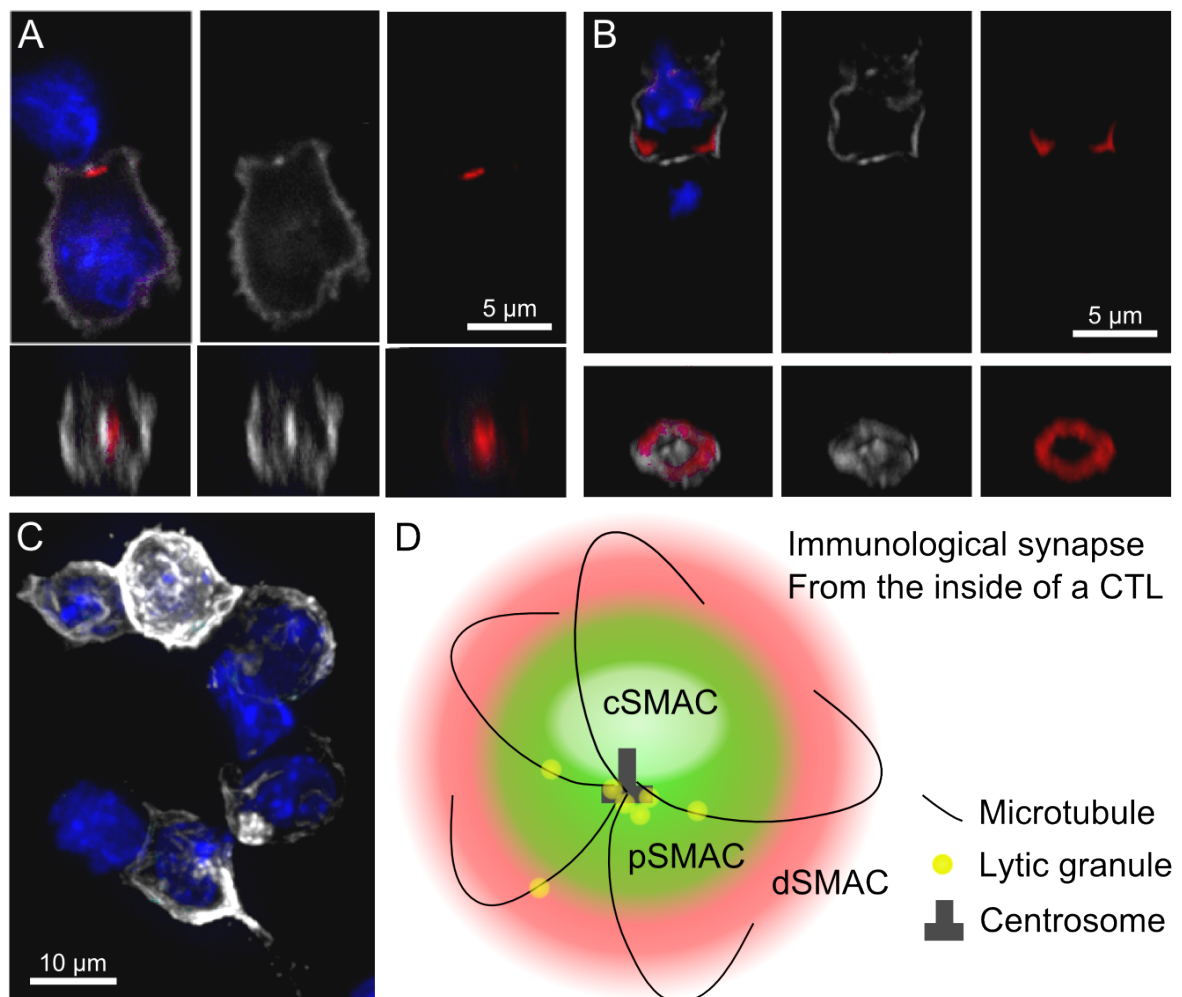 A
B
5 µm
5 µm
C
D
Immunological synapse
From the inside of a CTL
cSMAC
Microtubule
pSMAC
Lytic granule
dSMAC
Centrosome
10 µm